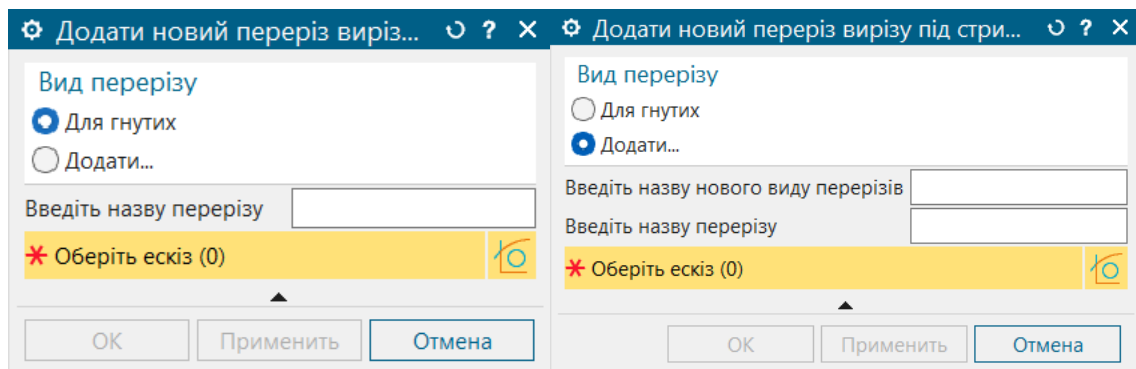 Додати новий переріз виріз...
?
Вид перерізу
Для гнутих
Додати...
Введіть назву перерізу
Оберіть ескіз (0)
ОК
Применить
Отмена
Додати новий переріз вирізу під стри...
?
Вид перерізу
Для гнутих
Додати...
Введіть назву нового виду перерізів
Введіть назву перерізу
Оберіть ескіз (0)
ОК
Применить
Отмена